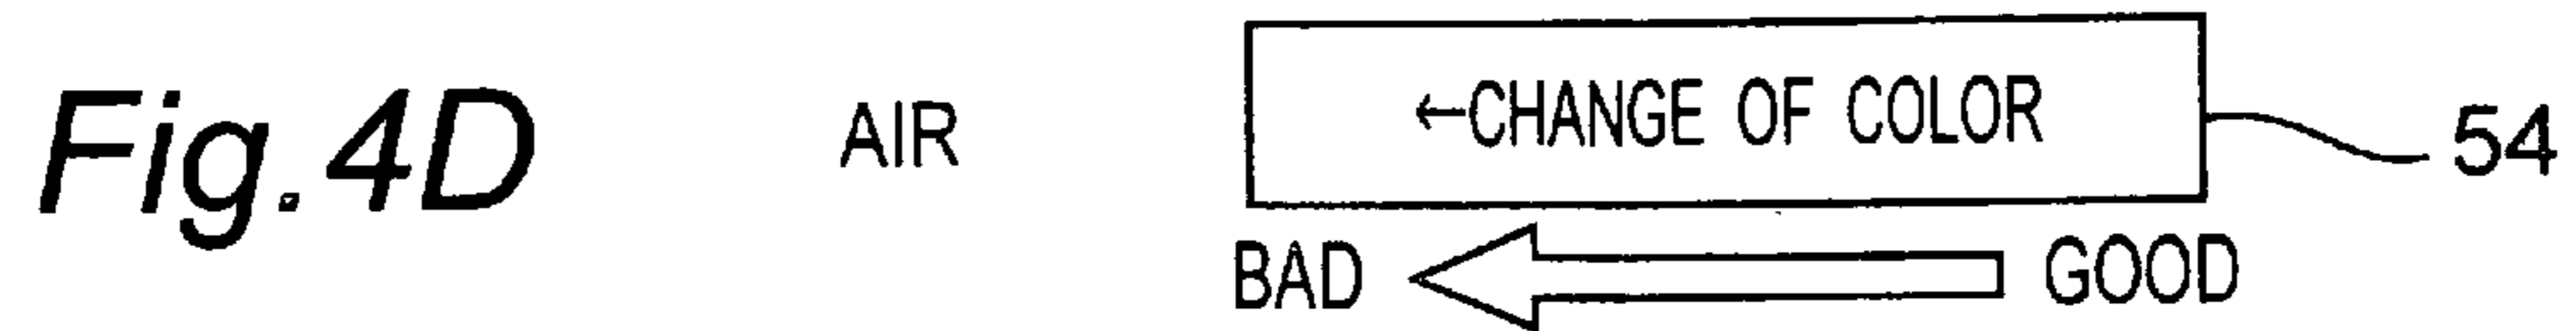 Fig.4D AIR ←CHANGE OF COLOR 54
BAD GOOD